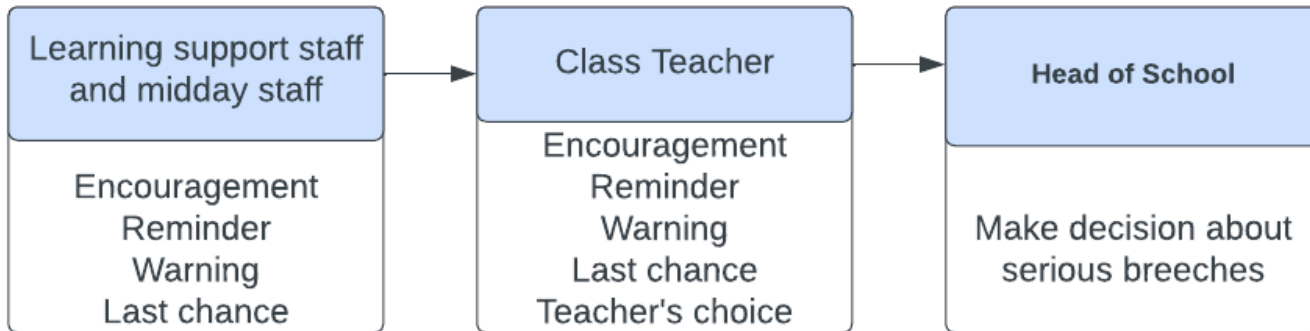 Learning support staff
and midday staff
Encouragement
Reminder
Warning
Last chance
Class Teacher
Encouragement
Reminder
Warning
Last chance
Teacher's choice
Head of School
Make decision about
serious breeches